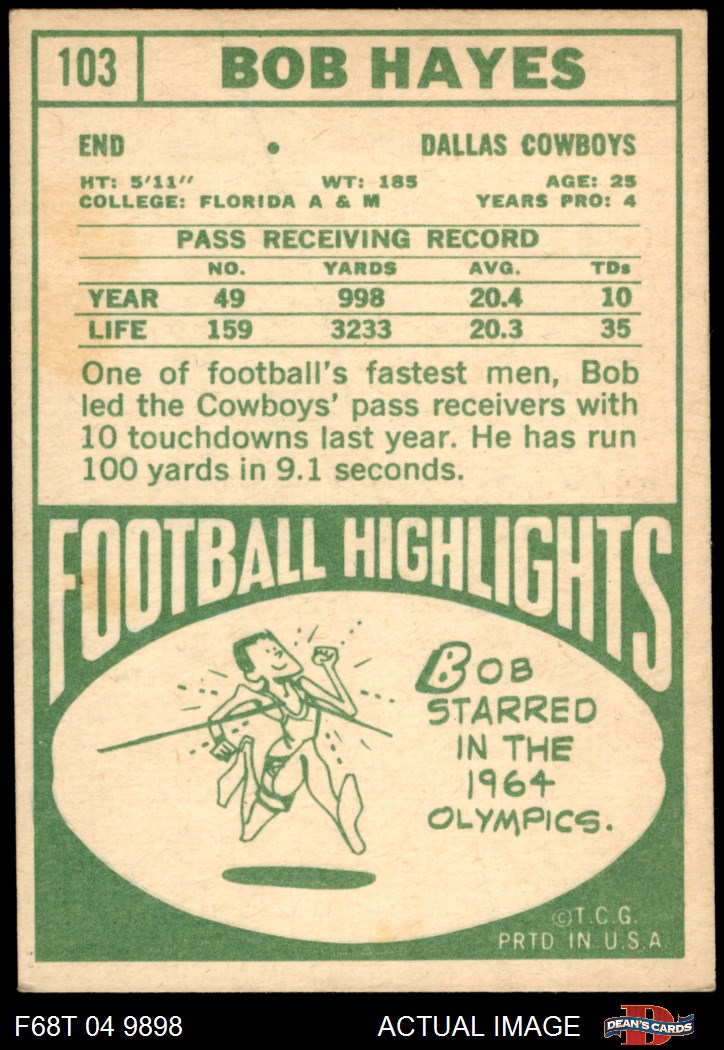 103 BOB HAYES
END • DALLAS COWBOYS
HT: 5'11" WT: 185 AGE: 25
COLLEGE: FLORIDA A & M YEARS PRO: 4
PASS RECEIVING RECORD
NO. YARDS AVG. TDs
YEAR 49 998 20.4 10
LIFE 159 3233 20.3 35
One of football's fastest men, Bob
led the Cowboys' pass receivers with
10 touchdowns last year. He has run
100 yards in 9.1 seconds.
FOOTBALL HIGHLIGHTS
BOB
STARRED
IN THE
1964
OLYMPICS.
©T.C.G.
PRTD IN U.S.A
F68T 04 9898 ACTUAL IMAGE D DEAN'S CARDS